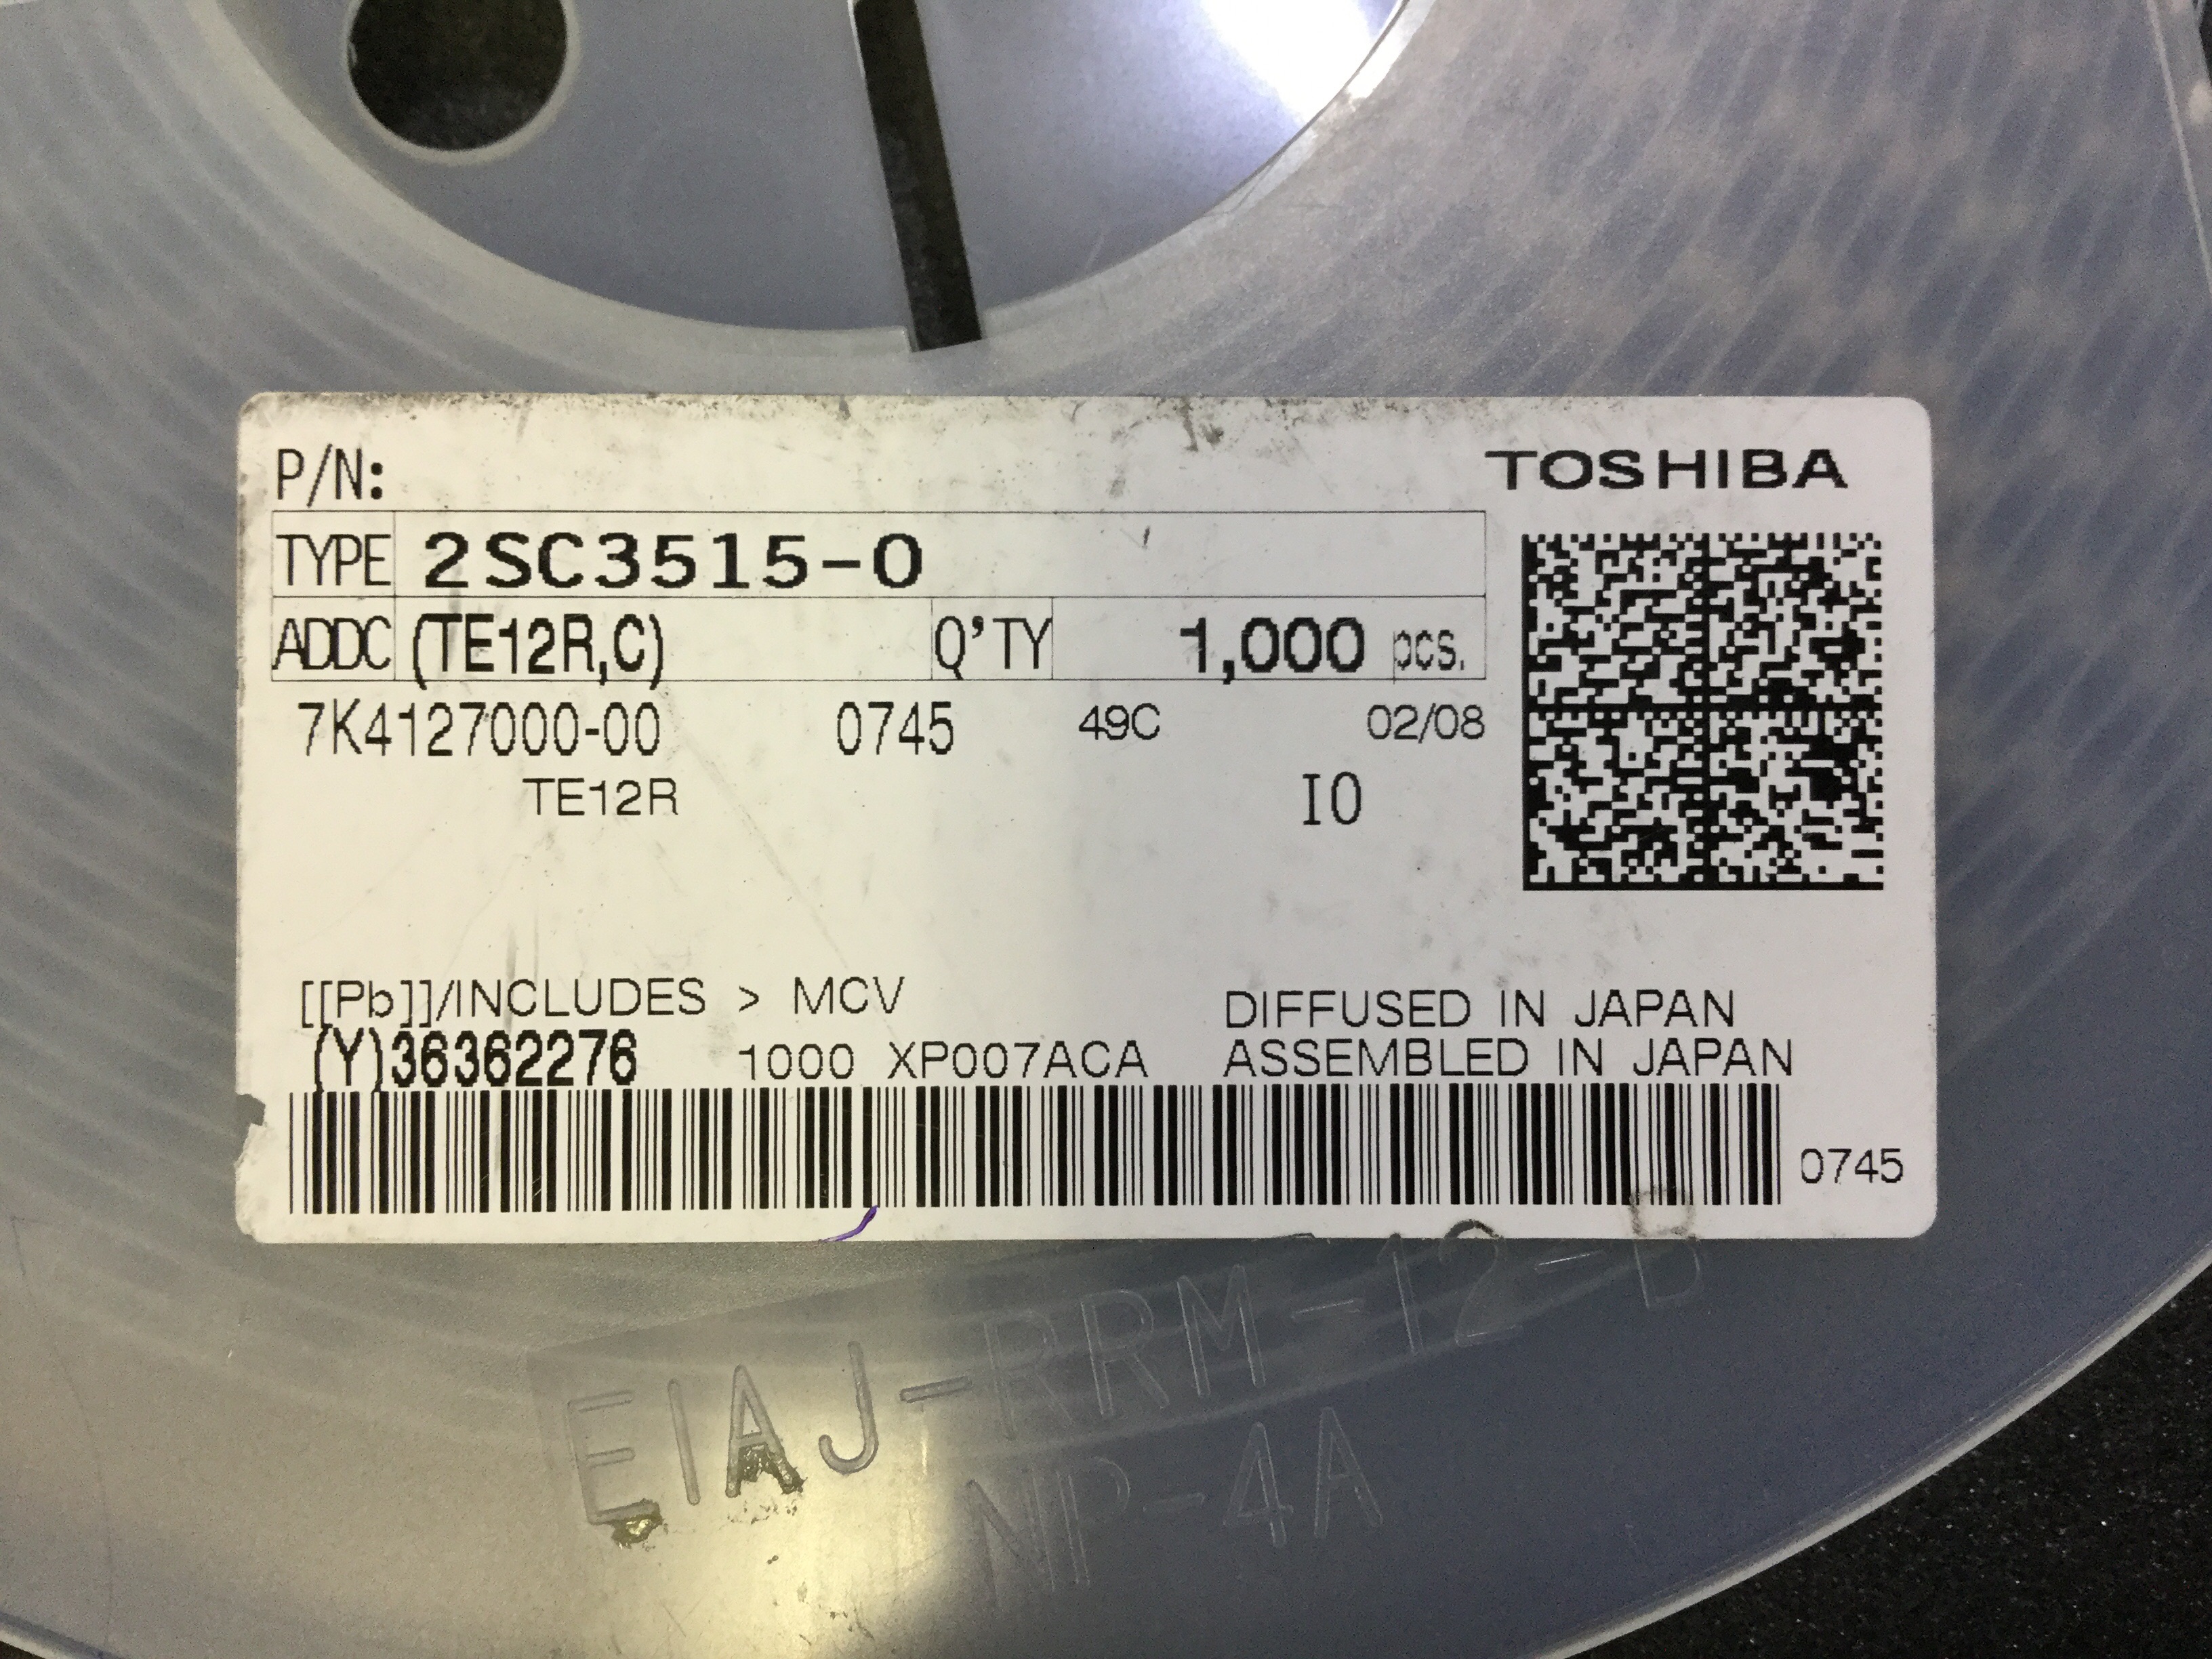 P/N:
TOSHIBA
TYPE 2SC3515-O
ADDC (TE12R,C) Q'TY 1,000 pcs.
7K4127000-00 0745 49C 02/08
TE12R IO
[[Pb]]/INCLUDES > MCV
DIFFUSED IN JAPAN
(Y)36362276 1000 XP007ACA ASSEMBLED IN JAPAN
0745
EIAJ-RRM-12-B
NP-4A